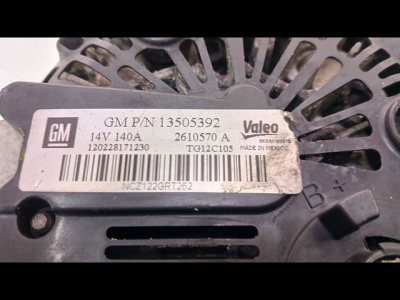 GM P/N 13505392
GM 14V 140A 2610570 A Valeo
120228171230 TG12C105 MADE IN MEXICO
NCZ122GRT262
B +